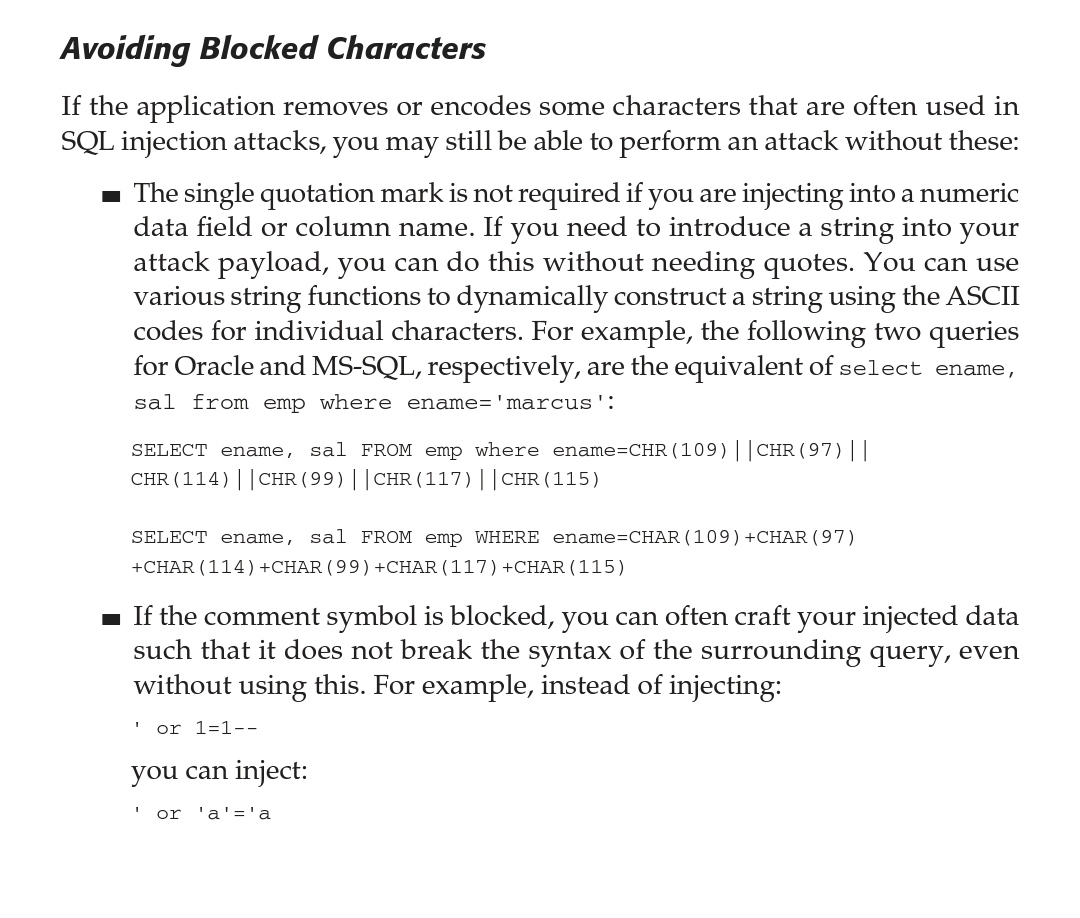 Avoiding Blocked Characters
If the application removes or encodes some characters that are often used in
SQL injection attacks, you may still be able to perform an attack without these:
■ The single quotation mark is not required if you are injecting into a numeric
data field or column name. If you need to introduce a string into your
attack payload, you can do this without needing quotes. You can use
various string functions to dynamically construct a string using the ASCII
codes for individual characters. For example, the following two queries
for Oracle and MS-SQL, respectively, are the equivalent of select ename,
sal from emp where ename='marcus':
SELECT ename, sal FROM emp where ename=CHR(109)||CHR(97)||
CHR(114)||CHR(99)||CHR(117)||CHR(115)
SELECT ename, sal FROM emp WHERE ename=CHAR(109)+CHAR(97)
+CHAR(114)+CHAR(99)+CHAR(117)+CHAR(115)
■ If the comment symbol is blocked, you can often craft your injected data
such that it does not break the syntax of the surrounding query, even
without using this. For example, instead of injecting:
' or 1=1--
you can inject:
' or 'a'='a